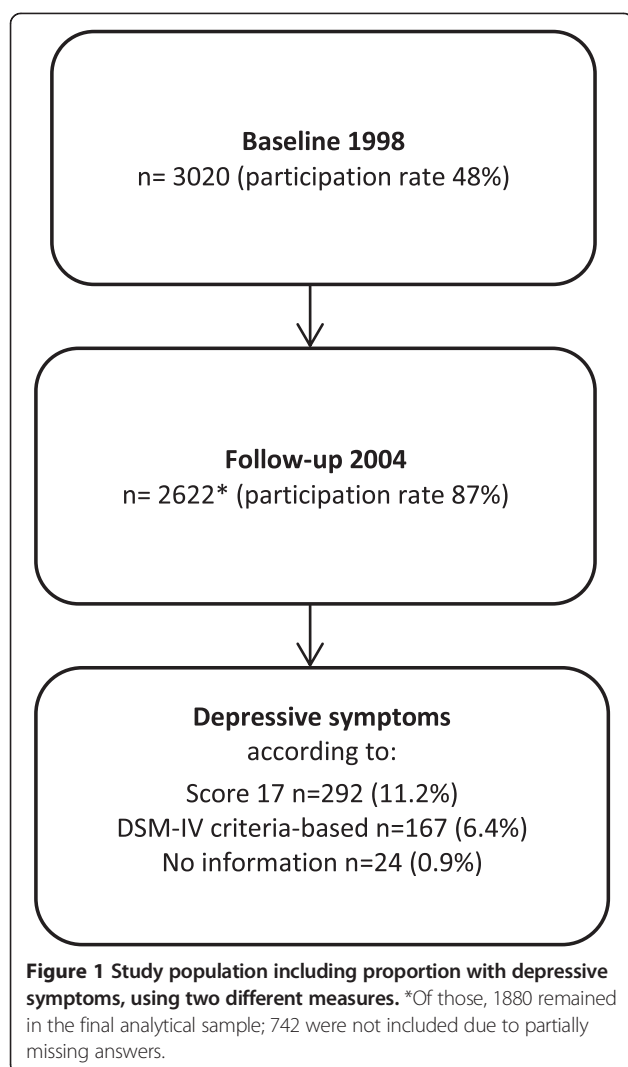 Baseline 1998
n= 3020 (participation rate 48%)
Follow-up 2004
n= 2622* (participation rate 87%)
Depressive symptoms
according to:
Score 17 n=292 (11.2%)
DSM-IV criteria-based n=167 (6.4%)
No information n=24 (0.9%)
Figure 1 Study population including proportion with depressive
symptoms, using two different measures. *Of those, 1880 remained
in the final analytical sample; 742 were not included due to partially
missing answers.